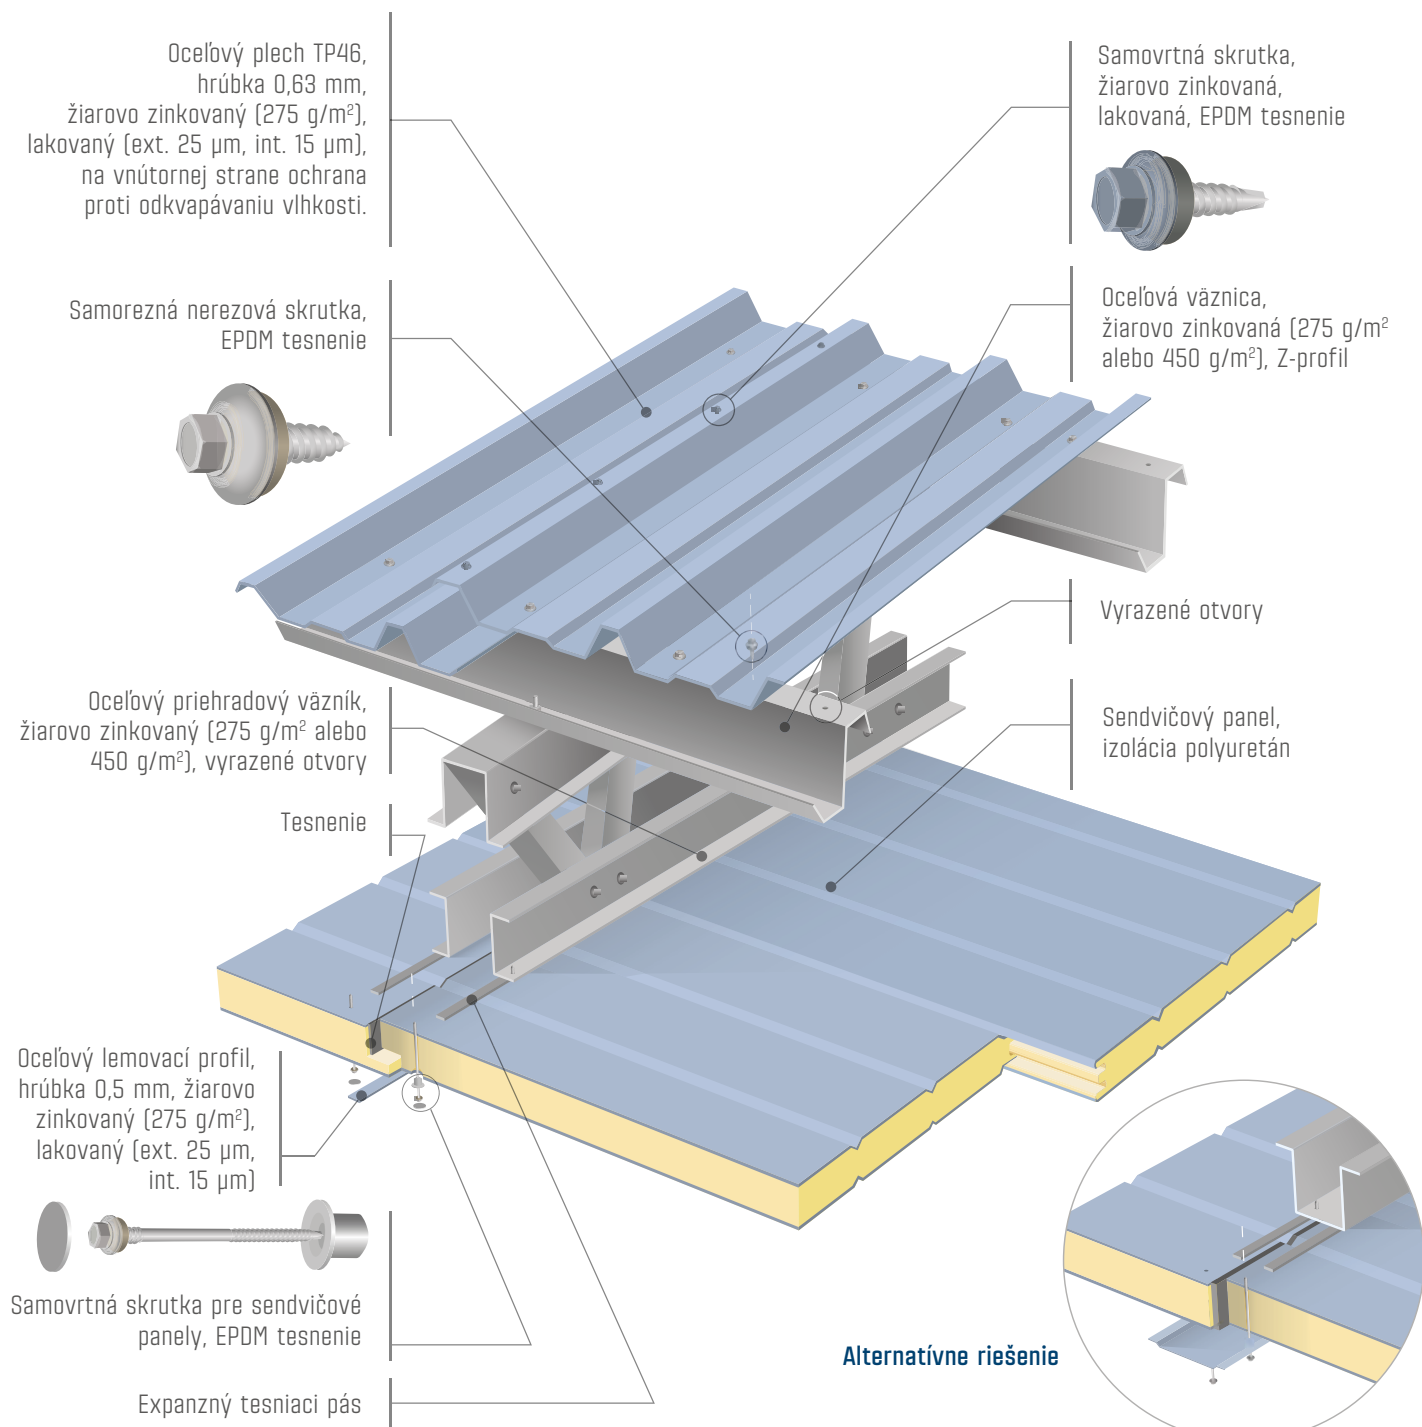 Oceľový plech TP46,
hrúbka 0,63 mm,
žiarovo zinkovaný (275 g/m²),
lakovaný (ext. 25 µm, int. 15 µm),
na vnútornej strane ochrana
proti odkvapávaniu vlhkosti.
Samovrtná skrutka,
žiarovo zinkovaná,
lakovaná, EPDM tesnenie
Samorezná nerezová skrutka,
EPDM tesnenie
Oceľová väznica,
žiarovo zinkovaná (275 g/m²
alebo 450 g/m²), Z-profil
Vyrazené otvory
Oceľový priehradový väzník,
žiarovo zinkovaný (275 g/m² alebo
450 g/m²), vyrazené otvory
Sendvičový panel,
izolácia polyuretán
Tesnenie
Oceľový lemovací profil,
hrúbka 0,5 mm, žiarovo
zinkovaný (275 g/m²),
lakovaný (ext. 25 µm,
int. 15 µm)
Samovrtná skrutka pre sendvičové
panely, EPDM tesnenie
Alternatívne riešenie
Expanzný tesniaci pás